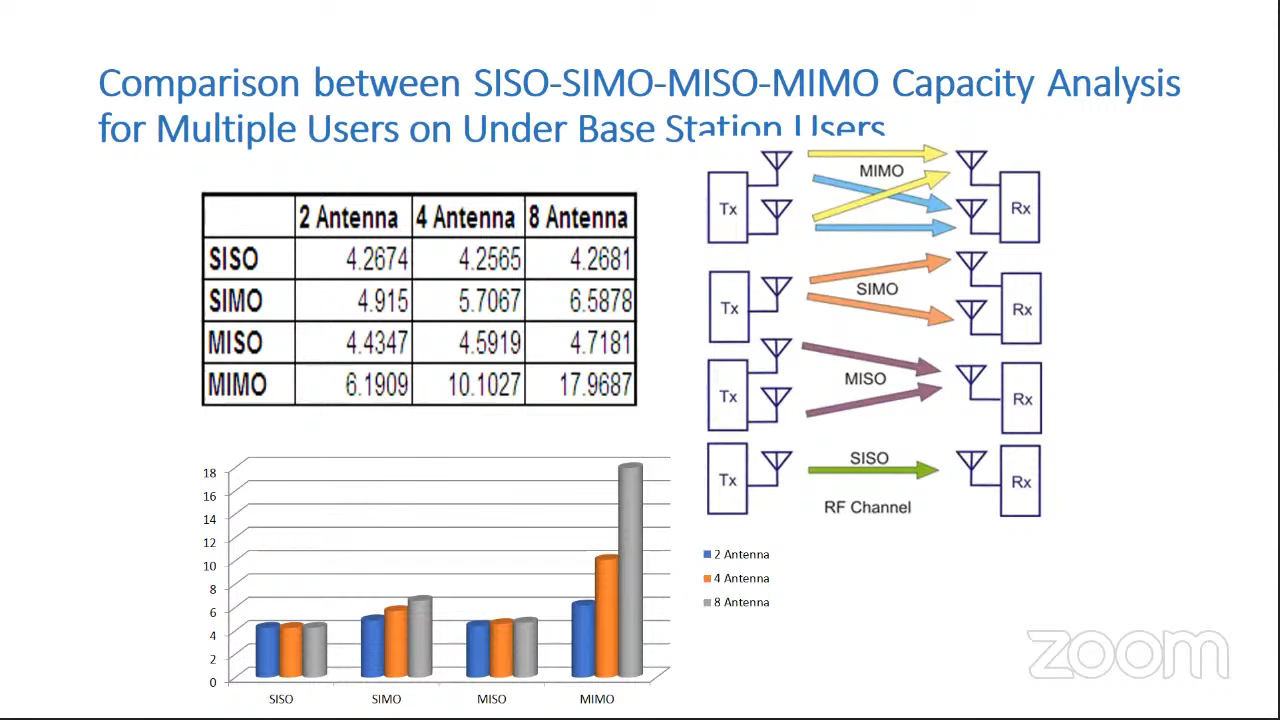 Comparison between SISO-SIMO-MISO-MIMO Capacity Analysis
for Multiple Users on Under Base Station Users
2 Antenna 4 Antenna 8 Antenna
SISO 4.2674 4.2565 4.2681
SIMO 4.915 5.7067 6.5878
MISO 4.4347 4.5919 4.7181
MIMO 6.1909 10.1027 17.9687
MIMO
Tx Rx
SIMO
Tx Rx
MISO
Tx Rx
SISO
Tx Rx
RF Channel
18
16
14
12
10
8
6
4
2
0
SISO SIMO MISO MIMO
2 Antenna
4 Antenna
8 Antenna
zoom